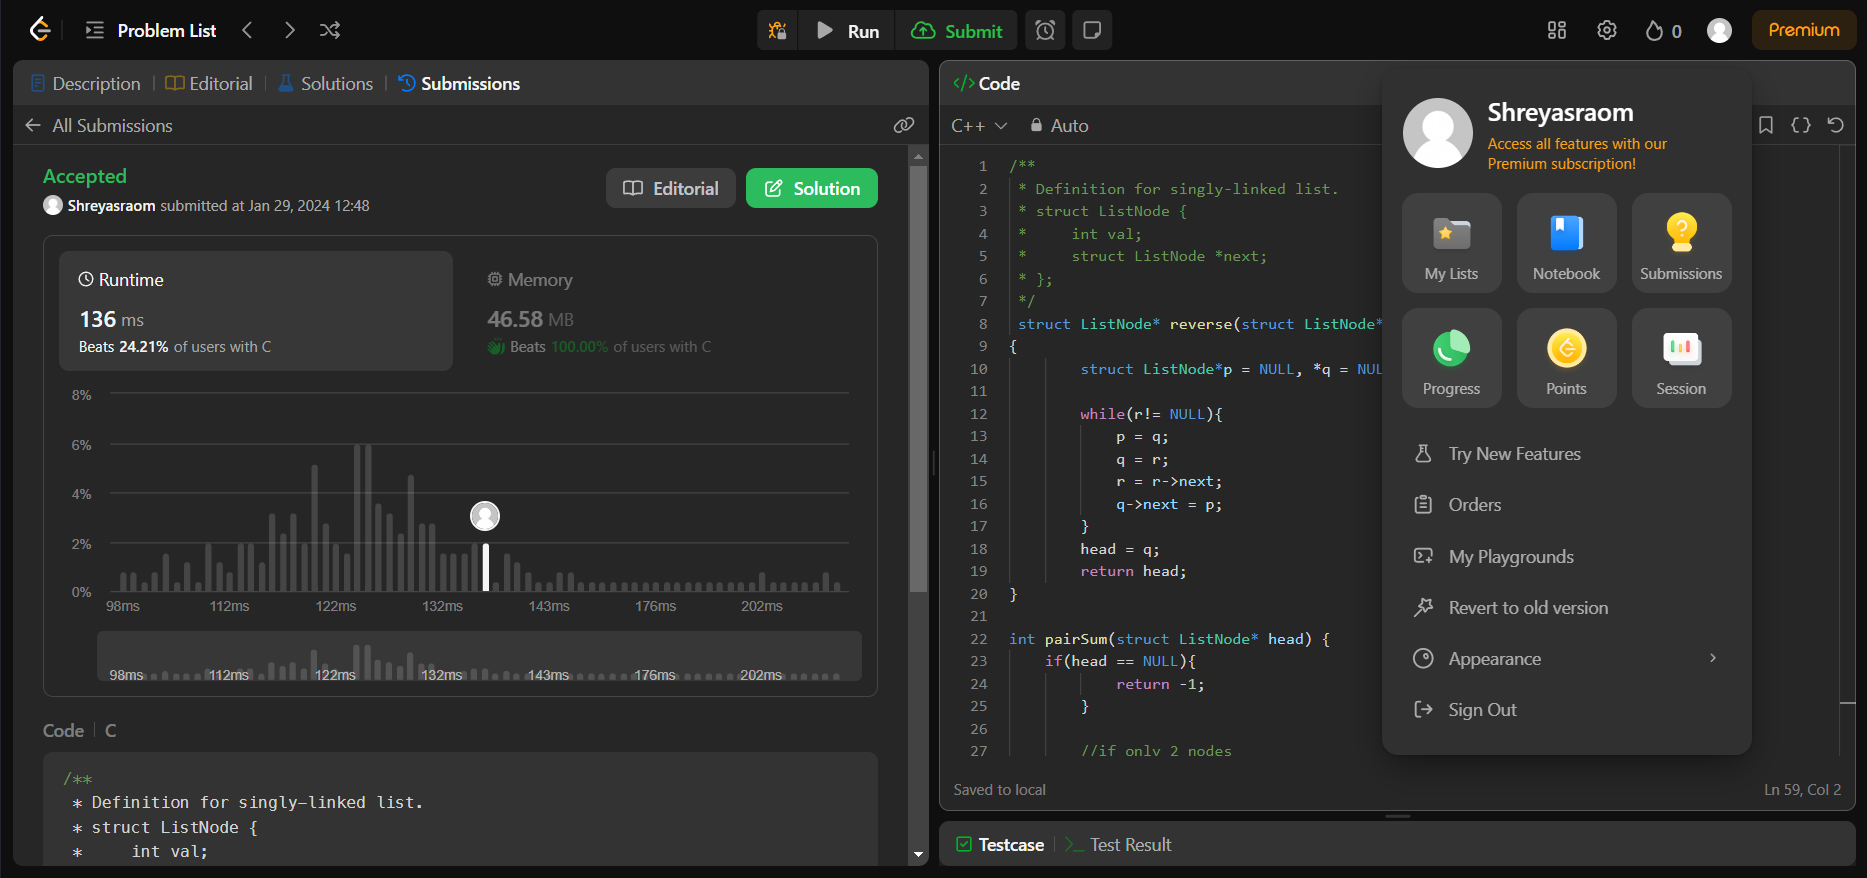 Problem List
Run
Submit
0
Premium
Description
Editorial
Solutions
Submissions
All Submissions
Accepted
Shreyasraom submitted at Jan 29, 2024 12:48
Editorial
Solution
Runtime
136 ms
Beats 24.21% of users with C
Memory
46.58 MB
Beats 100.00% of users with C
8%
6%
4%
2%
0%
98ms 112ms 122ms 132ms 143ms 176ms 202ms
98ms 112ms 122ms 132ms 143ms 176ms 202ms
Code | C
/**
* Definition for singly-linked list.
* struct ListNode {
*     int val;
</> Code
C++
Auto
1 /**
2 * Definition for singly-linked list.
3 * struct ListNode {
4 *     int val;
5 *     struct ListNode *next;
6 * };
7 */
8 struct ListNode* reverse(struct ListNode*
9 {
10 struct ListNode*p = NULL, *q = NUL
11
12 while(r!= NULL){
13 p = q;
14 q = r;
15 r = r->next;
16 q->next = p;
17 }
18 head = q;
19 return head;
20 }
21
22 int pairSum(struct ListNode* head) {
23 if(head == NULL){
24 return -1;
25 }
26
27 //if only 2 nodes
Saved to local
Ln 59, Col 2
Testcase
Test Result
Shreyasraom
Access all features with our
Premium subscription!
My Lists
Notebook
Submissions
Progress
Points
Session
Try New Features
Orders
My Playgrounds
Revert to old version
Appearance
Sign Out